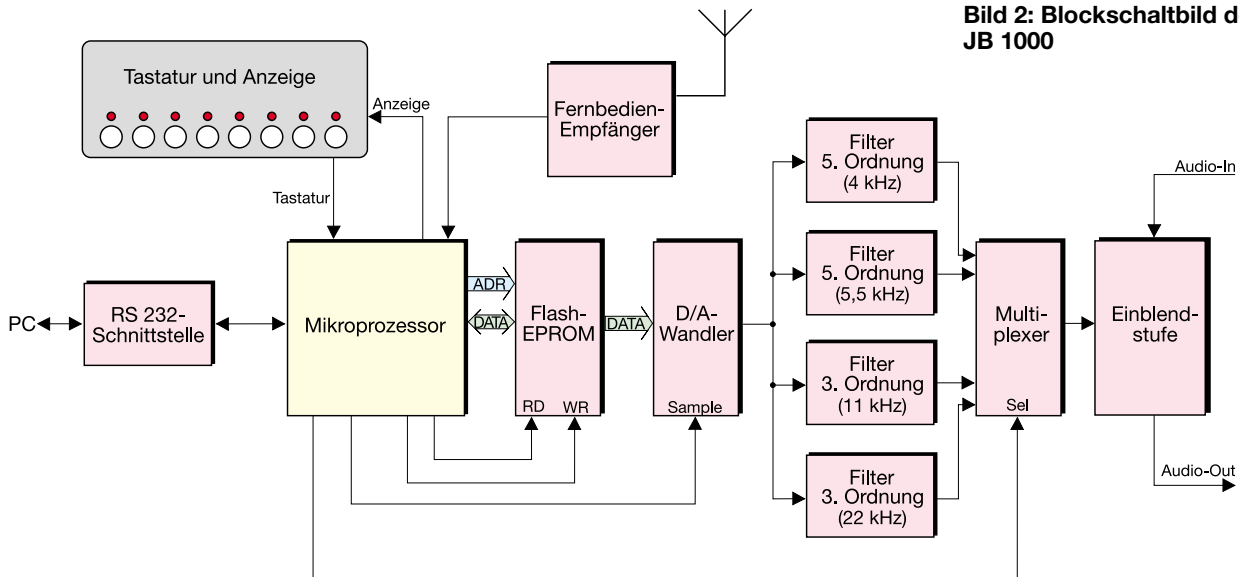 Bild 2: Blockschaltbild d
JB 1000
Tastatur und Anzeige
Anzeige
Tastatur
Fernbedien-
Empfänger
Filter
5. Ordnung
(4 kHz)
Audio-In
PC
RS 232-
Schnittstelle
Mikroprozessor
ADR
DATA
Flash-
EPROM
RD WR
DATA
D/A-
Wandler
Sample
Filter
5. Ordnung
(5,5 kHz)
Filter
3. Ordnung
(11 kHz)
Filter
3. Ordnung
(22 kHz)
Multi-
plexer
Sel
Einblend-
stufe
Audio-Out